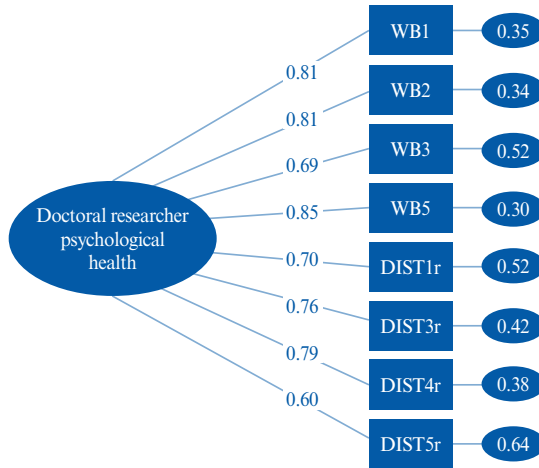 WB1
0.35
0.81
WB2
0.34
0.81
WB3
0.52
0.69
WB5
0.30
0.85
Doctoral researcher
psychological
health
DIST1r
0.52
0.70
DIST3r
0.42
0.76
DIST4r
0.38
0.79
DIST5r
0.64
0.60